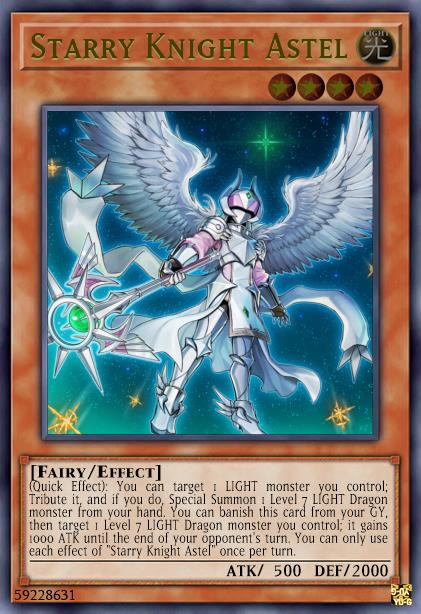 STARRY KNIGHT ASTEL
LIGHT
光
[FAIRY/EFFECT]
(Quick Effect): You can target 1 LIGHT monster you control;
Tribute it, and if you do, Special Summon 1 Level 7 LIGHT Dragon
monster from your hand. You can banish this card from your GY,
then target 1 Level 7 LIGHT Dragon monster you control; it gains
1000 ATK until the end of your opponent's turn. You can only use
each effect of "Starry Knight Astel" once per turn.
ATK/ 500 DEF/2000
59228631